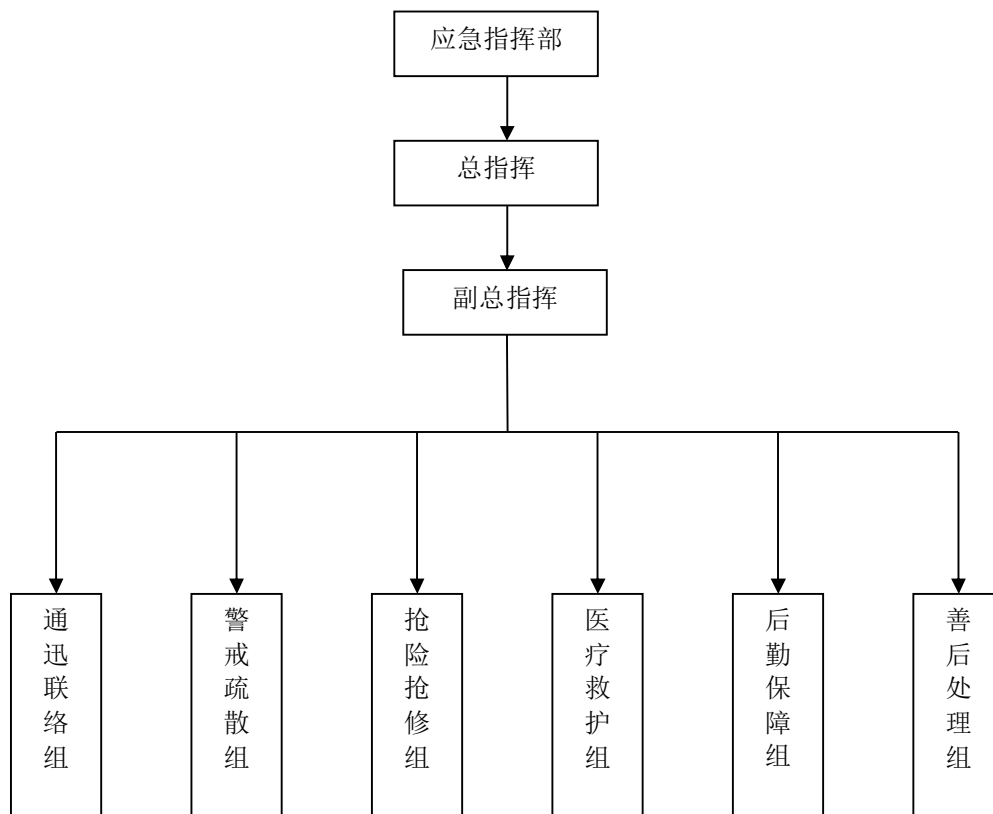 应急指挥部
总指挥
副总指挥
通迅联络组
警戒疏散组
抢险抢修组
医疗救护组
后勤保障组
善后处理组